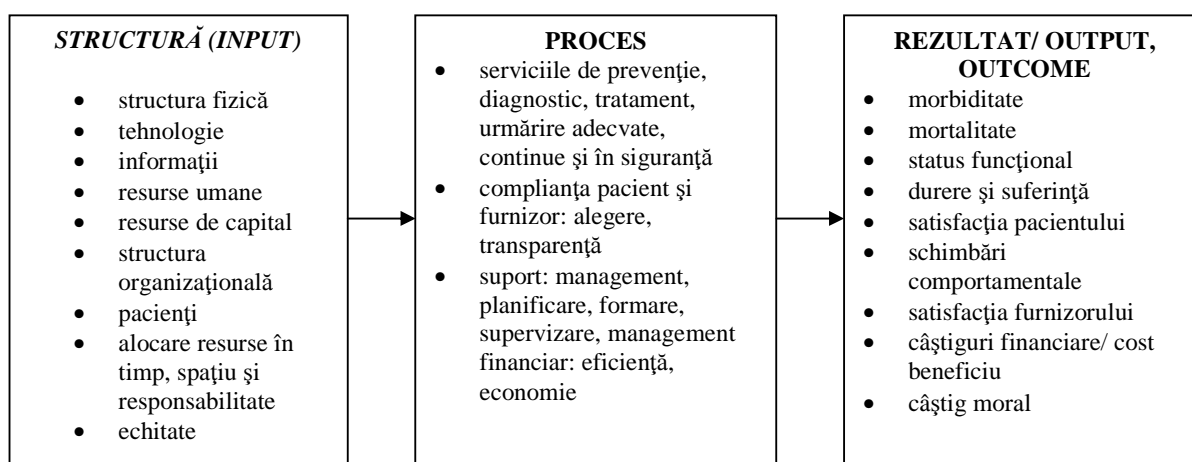 STRUCTURĂ (INPUT)
• structura fizică
• tehnologie
• informaţii
• resurse umane
• resurse de capital
• structura
organizaţională
• pacienţi
• alocare resurse în
timp, spaţiu şi
responsabilitate
• echitate
PROCES
• serviciile de prevenţie,
diagnostic, tratament,
urmărire adecvate,
continue şi în siguranţă
• complianţa pacient şi
furnizor: alegere,
transparenţă
• suport: management,
planificare, formare,
supervizare, management
financiar: eficienţă,
economie
REZULTAT/ OUTPUT,
OUTCOME
• morbiditate
• mortalitate
• status funcţional
• durere şi suferinţă
• satisfacţia pacientului
• schimbări
comportamentale
• satisfacţia furnizorului
• câştiguri financiare/ cost
beneficiu
• câştig moral